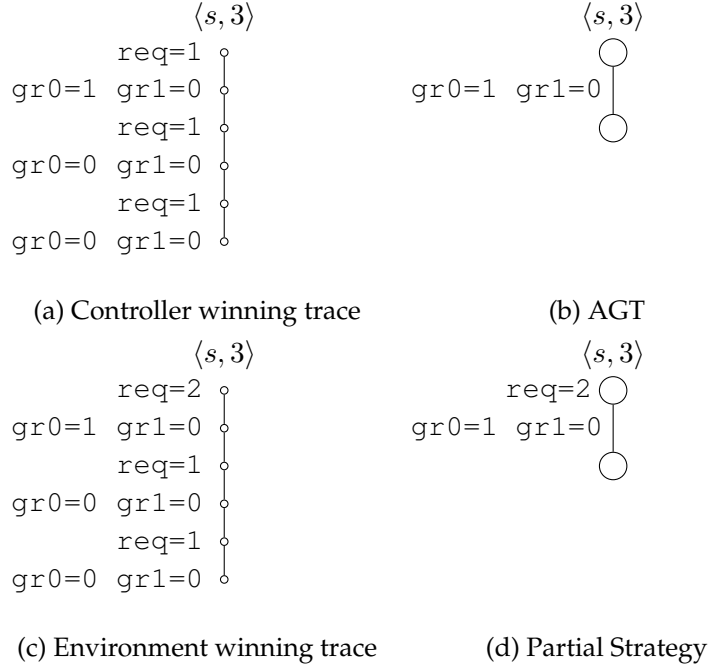 ⟨s, 3⟩
req=1
gr0=1 gr1=0
req=1
gr0=0 gr1=0
req=1
gr0=0 gr1=0
(a) Controller winning trace
⟨s, 3⟩
gr0=1 gr1=0
(b) AGT
⟨s, 3⟩
req=2
gr0=1 gr1=0
req=1
gr0=0 gr1=0
req=1
gr0=0 gr1=0
(c) Environment winning trace
⟨s, 3⟩
req=2
gr0=1 gr1=0
(d) Partial Strategy